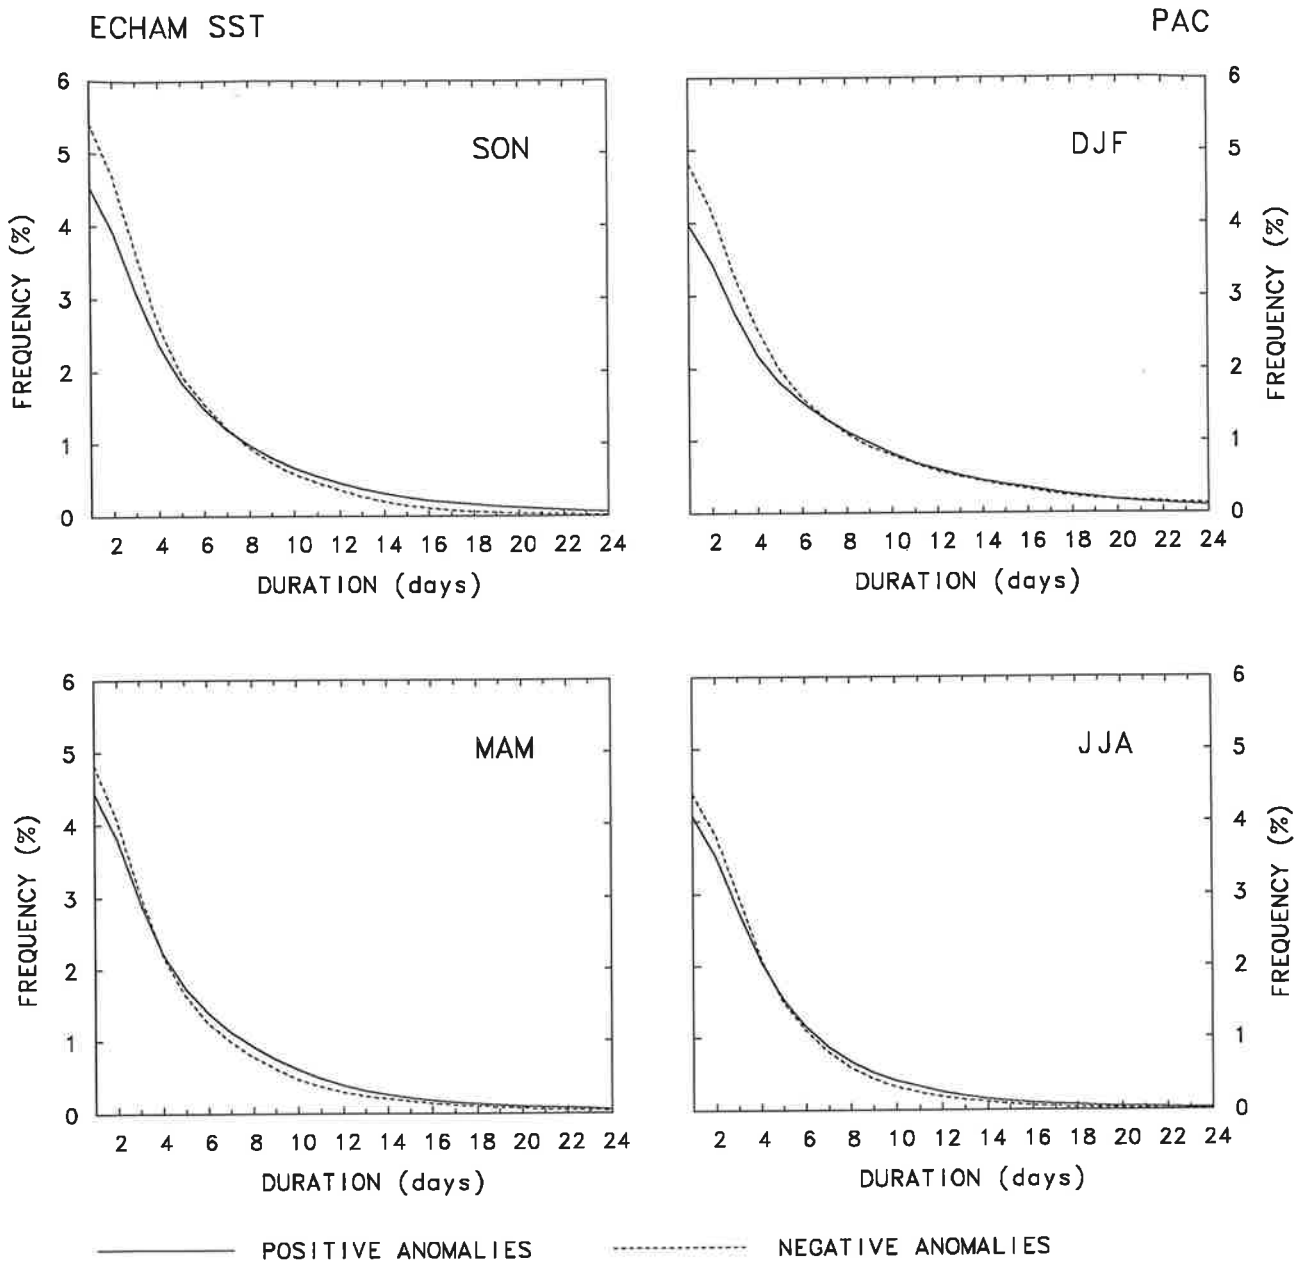 ECHAM SST
PAC
6
5
4
3
2
1
0
FREQUENCY (%)
SON
2 4 6 8 10 12 14 16 18 20 22 24
DURATION (days)
DJF
6
5
4
3
2
1
0
FREQUENCY (%)
2 4 6 8 10 12 14 16 18 20 22 24
DURATION (days)
6
5
4
3
2
1
0
FREQUENCY (%)
MAM
2 4 6 8 10 12 14 16 18 20 22 24
DURATION (days)
JJA
6
5
4
3
2
1
0
FREQUENCY (%)
2 4 6 8 10 12 14 16 18 20 22 24
DURATION (days)
POSITIVE ANOMALIES
NEGATIVE ANOMALIES